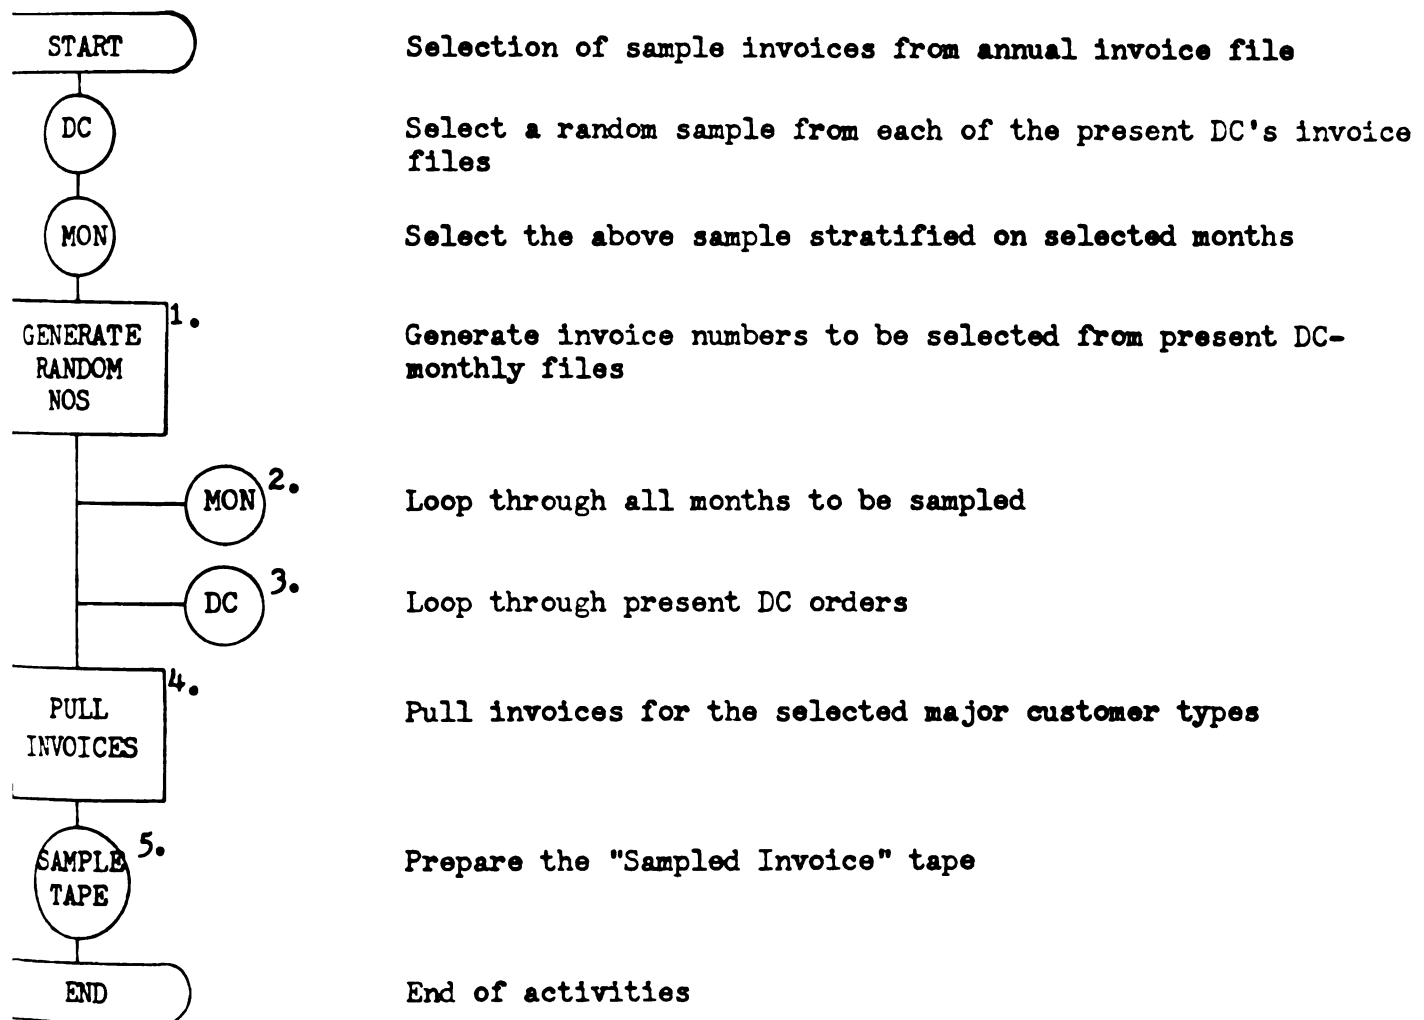 START
Selection of sample invoices from annual invoice file
DC
Select a random sample from each of the present DC's invoice
files
MON
Select the above sample stratified on selected months
1.
GENERATE
RANDOM
NOS
Generate invoice numbers to be selected from present DC-
monthly files
MON
2.
Loop through all months to be sampled
DC
3.
Loop through present DC orders
4.
PULL
INVOICES
Pull invoices for the selected major customer types
SAMPLE
TAPE
5.
Prepare the "Sampled Invoice" tape
END
End of activities